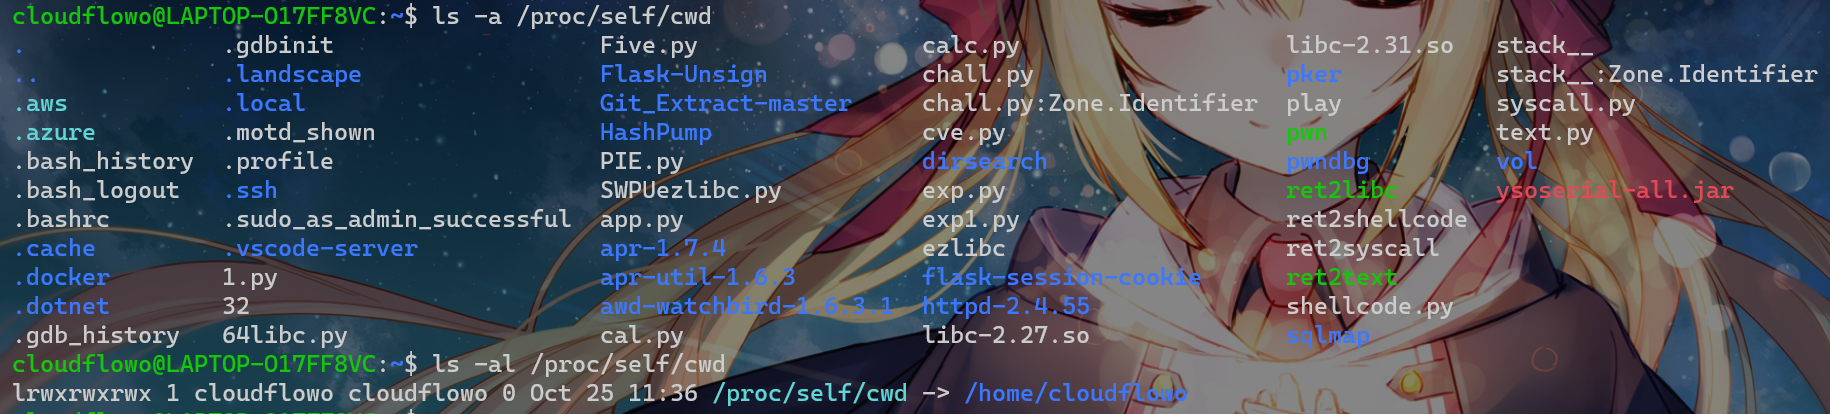 cloudflowo@LAPTOP-O17FF8VC:~$ ls -a /proc/self/cwd
. .gdbinit Five.py calc.py libc-2.31.so stack__
.. .landscape Flask-Unsign chall.py pker stack__:Zone.Identifier
.aws .local Git_Extract-master chall.py:Zone.Identifier play syscall.py
.azure .motd_shown HashPump cve.py pwn text.py
.bash_history .profile PIE.py dirsearch pwndbg vol
.bash_logout .ssh SWPUezlibc.py exp.py ret2libc ysoserial-all.jar
.bashrc .sudo_as_admin_successful app.py exp1.py ret2shellcode
.cache .vscode-server apr-1.7.4 ezlibc ret2syscall
.docker 1.py apr-util-1.6.3 flask-session-cookie ret2text
.dotnet 32 awd-watchbird-1.6.3.1 httpd-2.4.55 shellcode.py
.gdb_history 64libc.py cal.py libc-2.27.so sqlmap
cloudflowo@LAPTOP-O17FF8VC:~$ ls -al /proc/self/cwd
lrwxrwxrwx 1 cloudflowo cloudflowo 0 Oct 25 11:36 /proc/self/cwd -> /home/cloudflowo